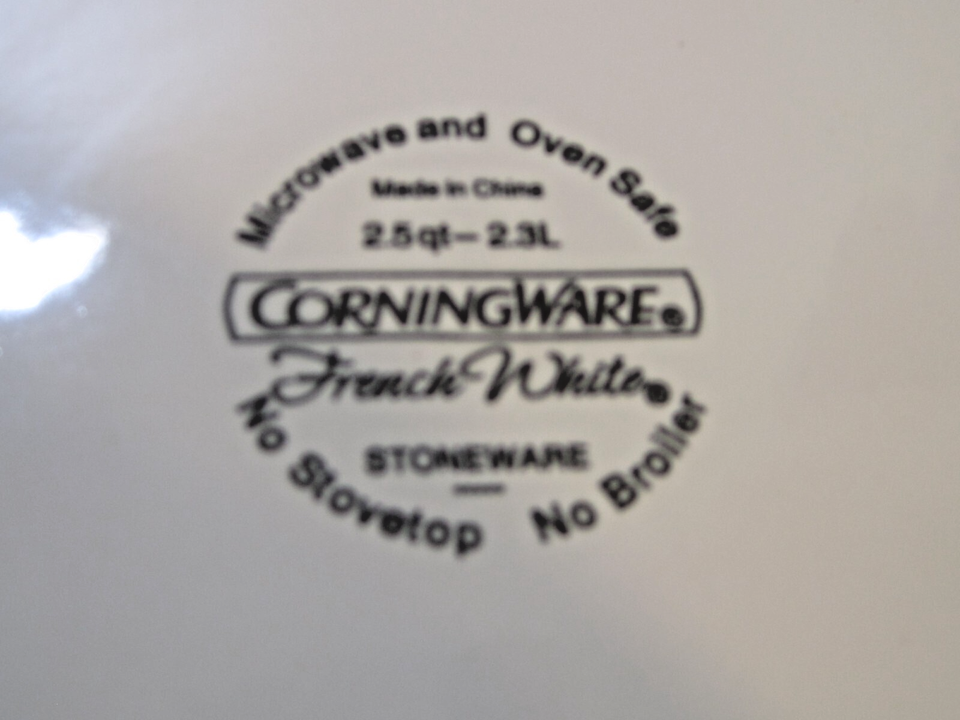 Microwave and Oven Safe
Made in China
2.5qt– 2.3L
CORNINGWARE®
French White®
STONEWARE
No Stovetop No Broiler